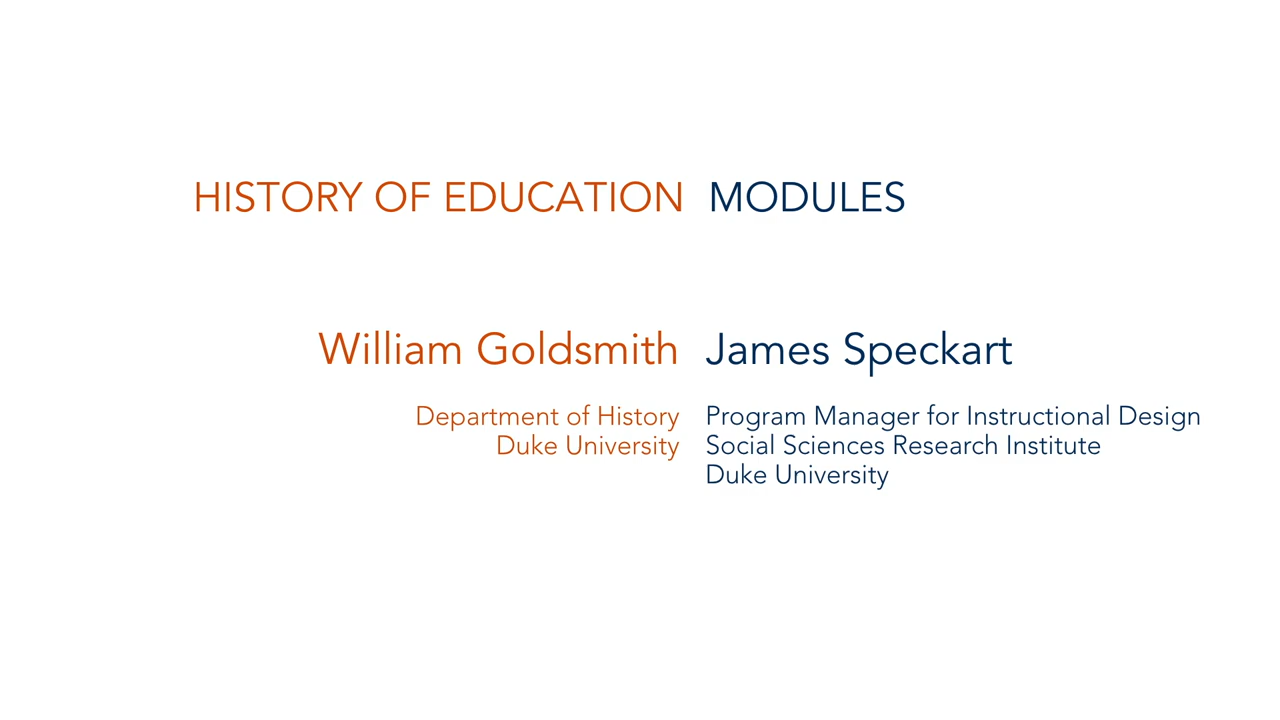 HISTORY OF EDUCATION MODULES
William Goldsmith
Department of History
Duke University
James Speckart
Program Manager for Instructional Design
Social Sciences Research Institute
Duke University